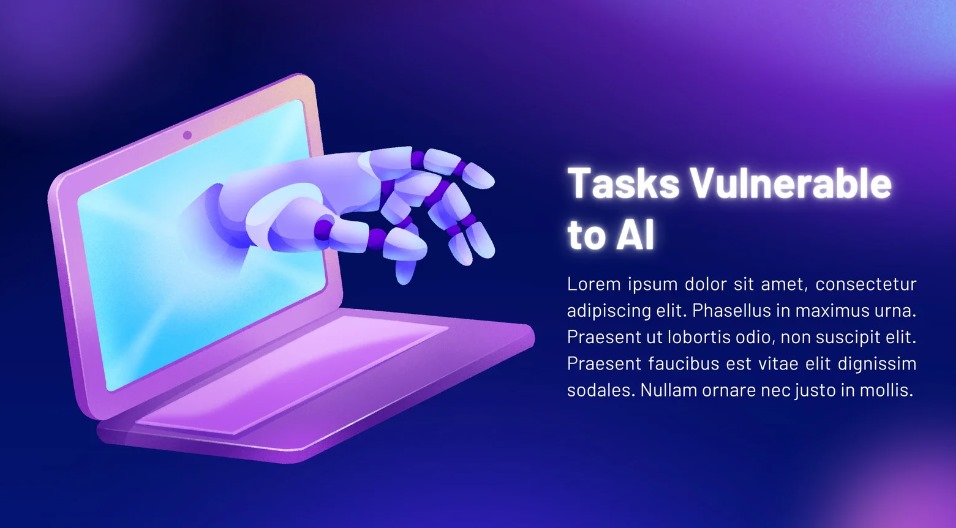 Tasks Vulnerable
to AI
Lorem ipsum dolor sit amet, consectetur
adipiscing elit. Phasellus in maximus urna.
Praesent ut lobortis odio, non suscipit elit.
Praesent faucibus est vitae elit dignissim
sodales. Nullam ornare nec justo in mollis.